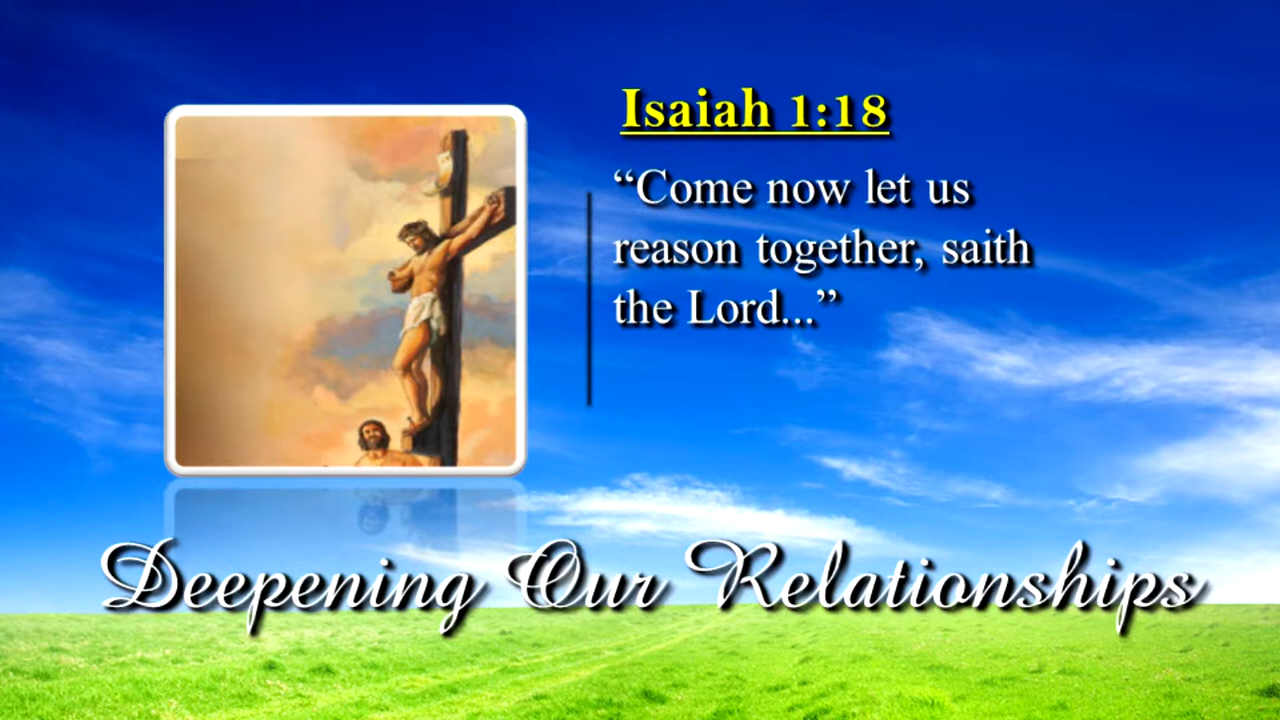 Isaiah 1:18
“Come now let us
reason together, saith
the Lord...”
Deepening Our Relationships